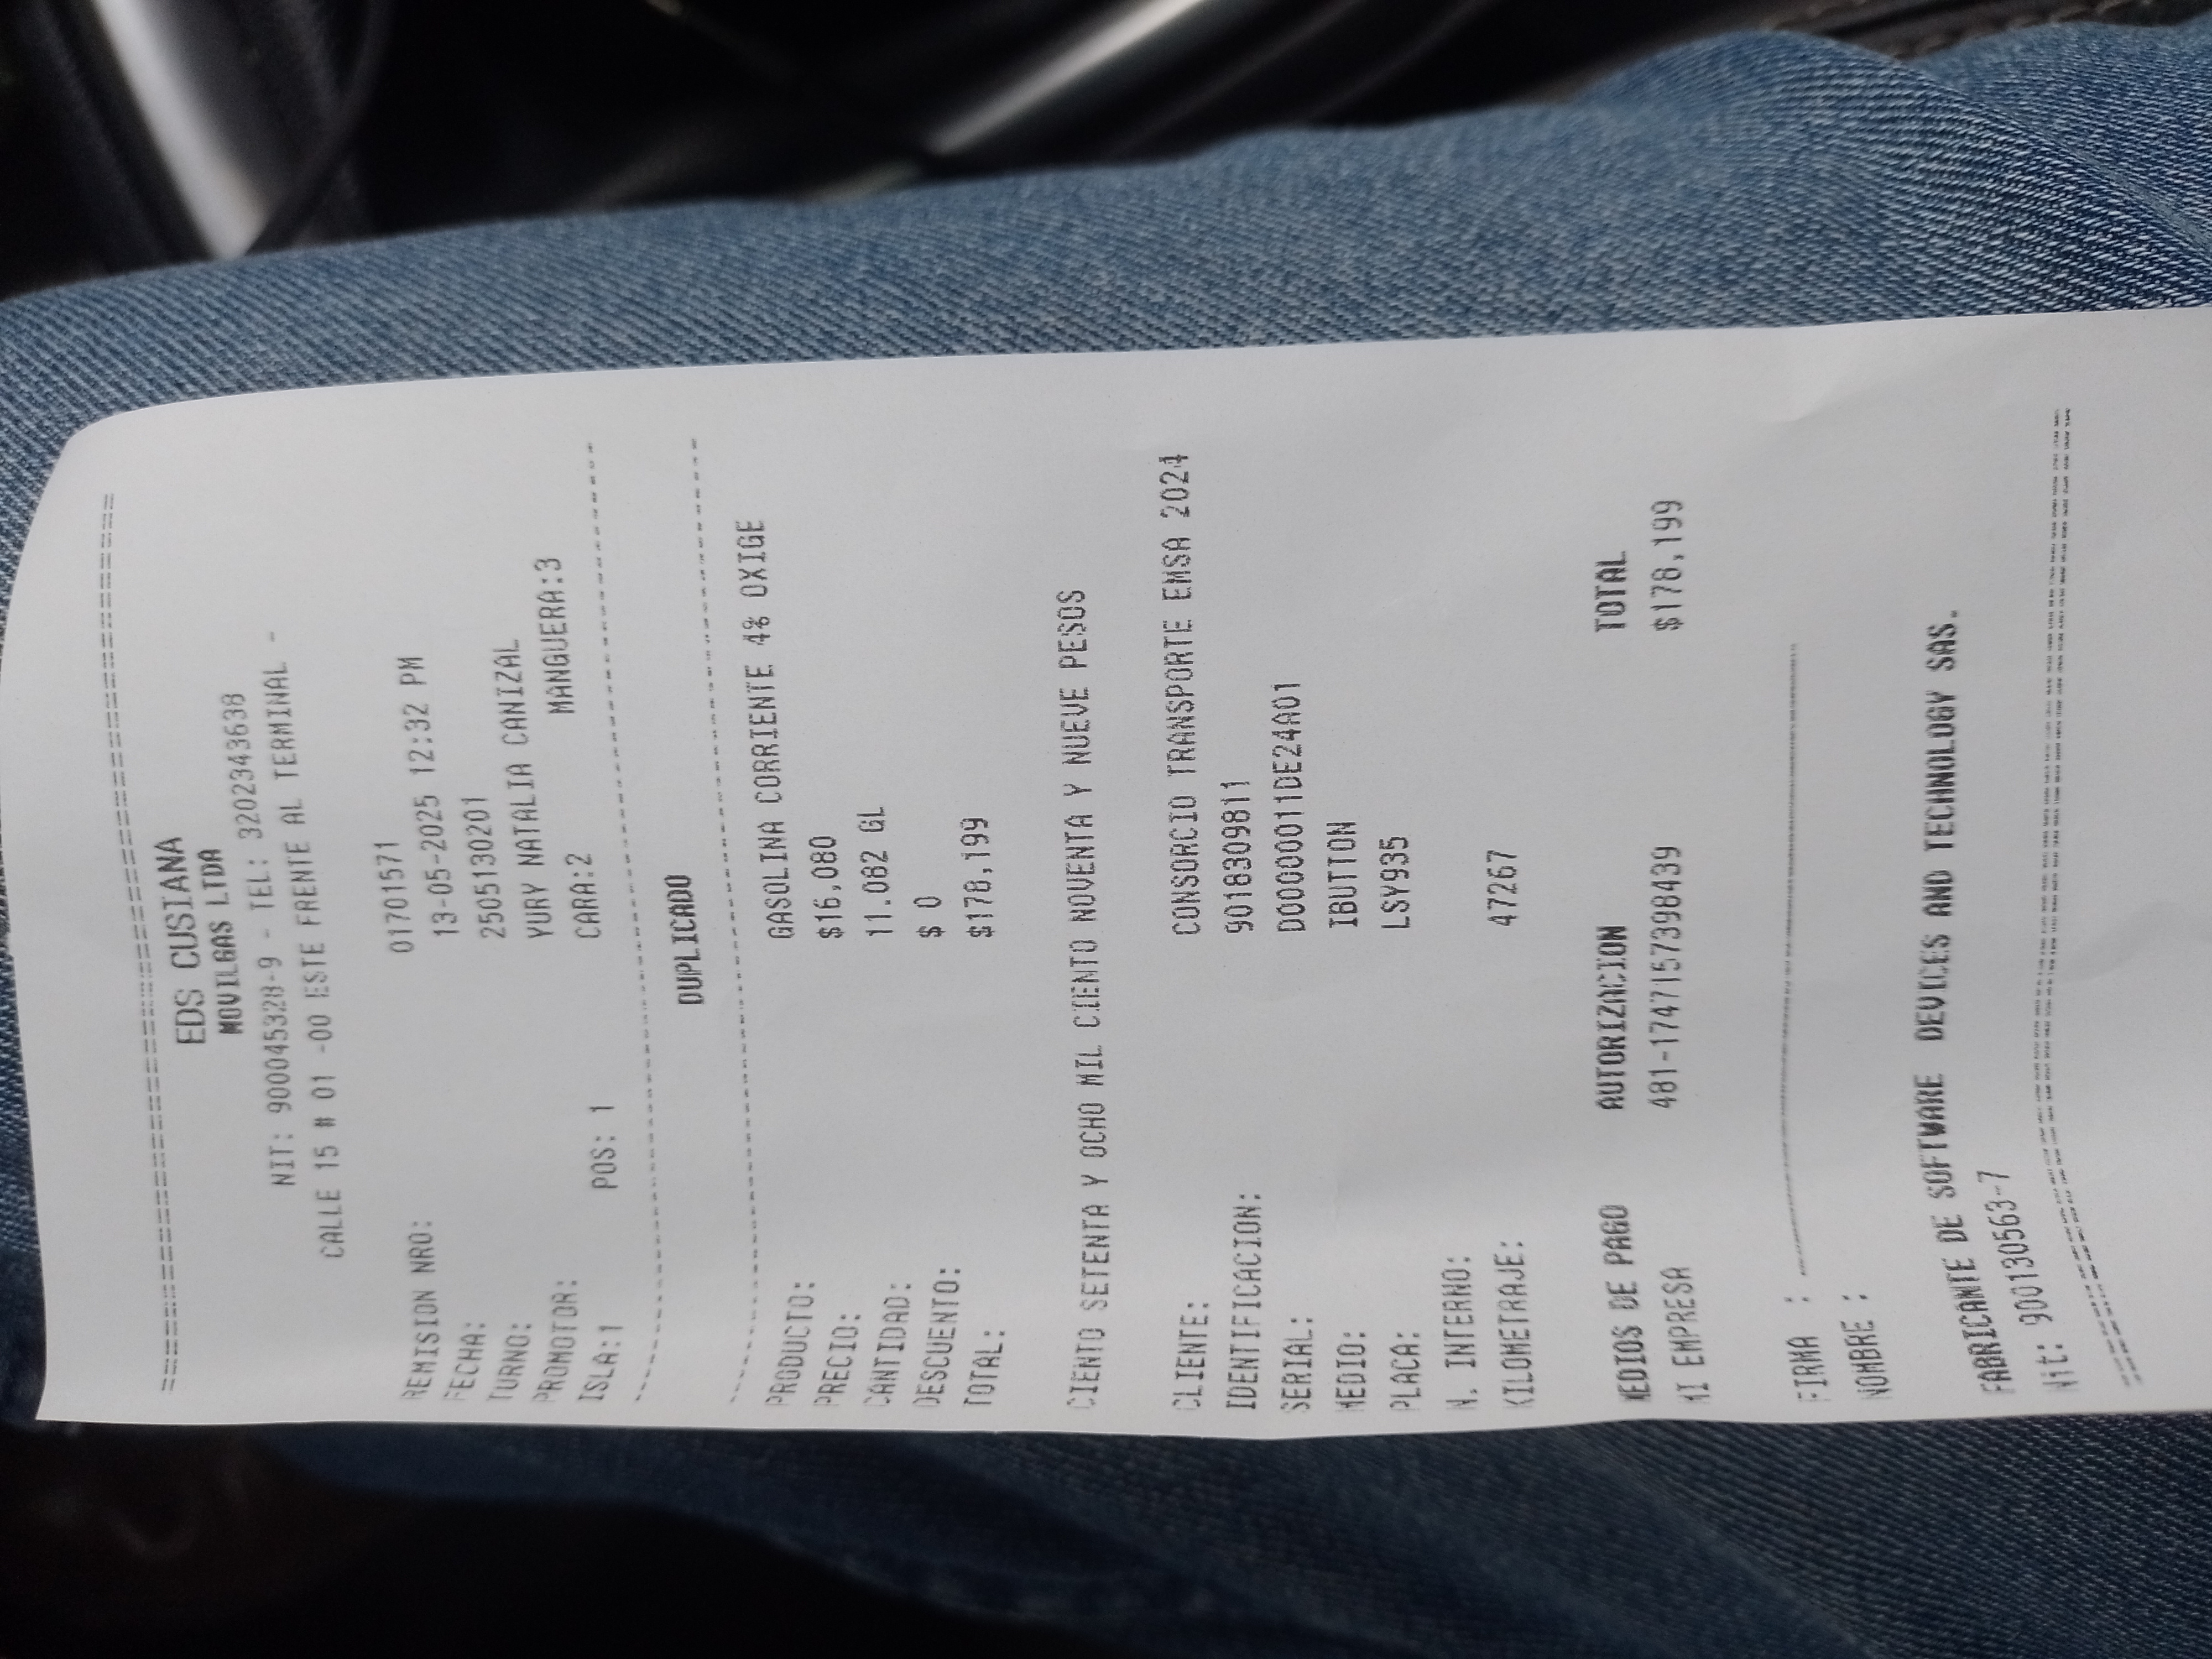 ==========================================
EDS CUSIANA
MOVILGAS LTDA
NIT: 900045328-9 - TEL: 3202343638
CALLE 15 # 01 -00 ESTE FRENTE AL TERMINAL -
REMISION NRO: 01701571
FECHA: 13-05-2025 12:32 PM
TURNO: 2505130201
PROMOTOR: YURY NATALIA CANIZAL
ISLA:1 POS: 1 CARA:2 MANGUERA:3
------------------------------------------
DUPLICADO
------------------------------------------
PRODUCTO: GASOLINA CORRIENTE 4% OXIGE
PRECIO: $16,080
CANTIDAD: 11.082 GL
DESCUENTO: $ 0
TOTAL: $178,199
CIENTO SETENTA Y OCHO MIL CIENTO NOVENTA Y NUEVE PESOS
CLIENTE: CONSORCIO TRANSPORTE EMSA 2024
IDENTIFICACION: 9018309811
SERIAL: D0000011DE24A01
MEDIO: IBUTTON
PLACA: LSY935
N. INTERNO:
KILOMETRAJE: 47267
MEDIOS DE PAGO AUTORIZACION TOTAL
MI EMPRESA 481-1747157398439 $178,199
FIRMA : ______________________________
NOMBRE :
FABRICANTE DE SOFTWARE DEVICES AND TECHNOLOGY SAS.
Nit: 900130563-7
==========================================